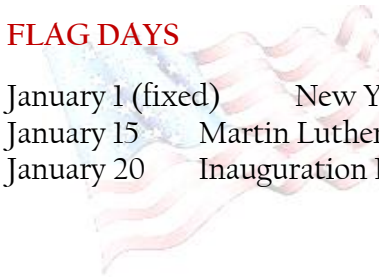 FLAG DAYS
January 1 (fixed) New Y
January 15 Martin Luther
January 20 Inauguration